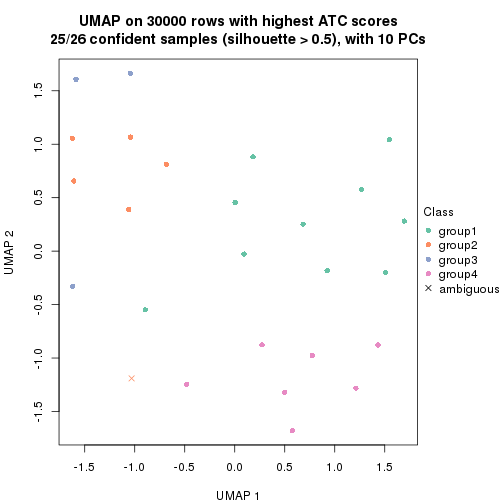 UMAP on 30000 rows with highest ATC scores
25/26 confident samples (silhouette > 0.5), with 10 PCs
1.5
1.0
0.5
0.0
-0.5
-1.0
-1.5
UMAP 2
-1.5 -1.0 -0.5 0.0 0.5 1.0 1.5
UMAP 1
Class
group1
group2
group3
group4
ambiguous